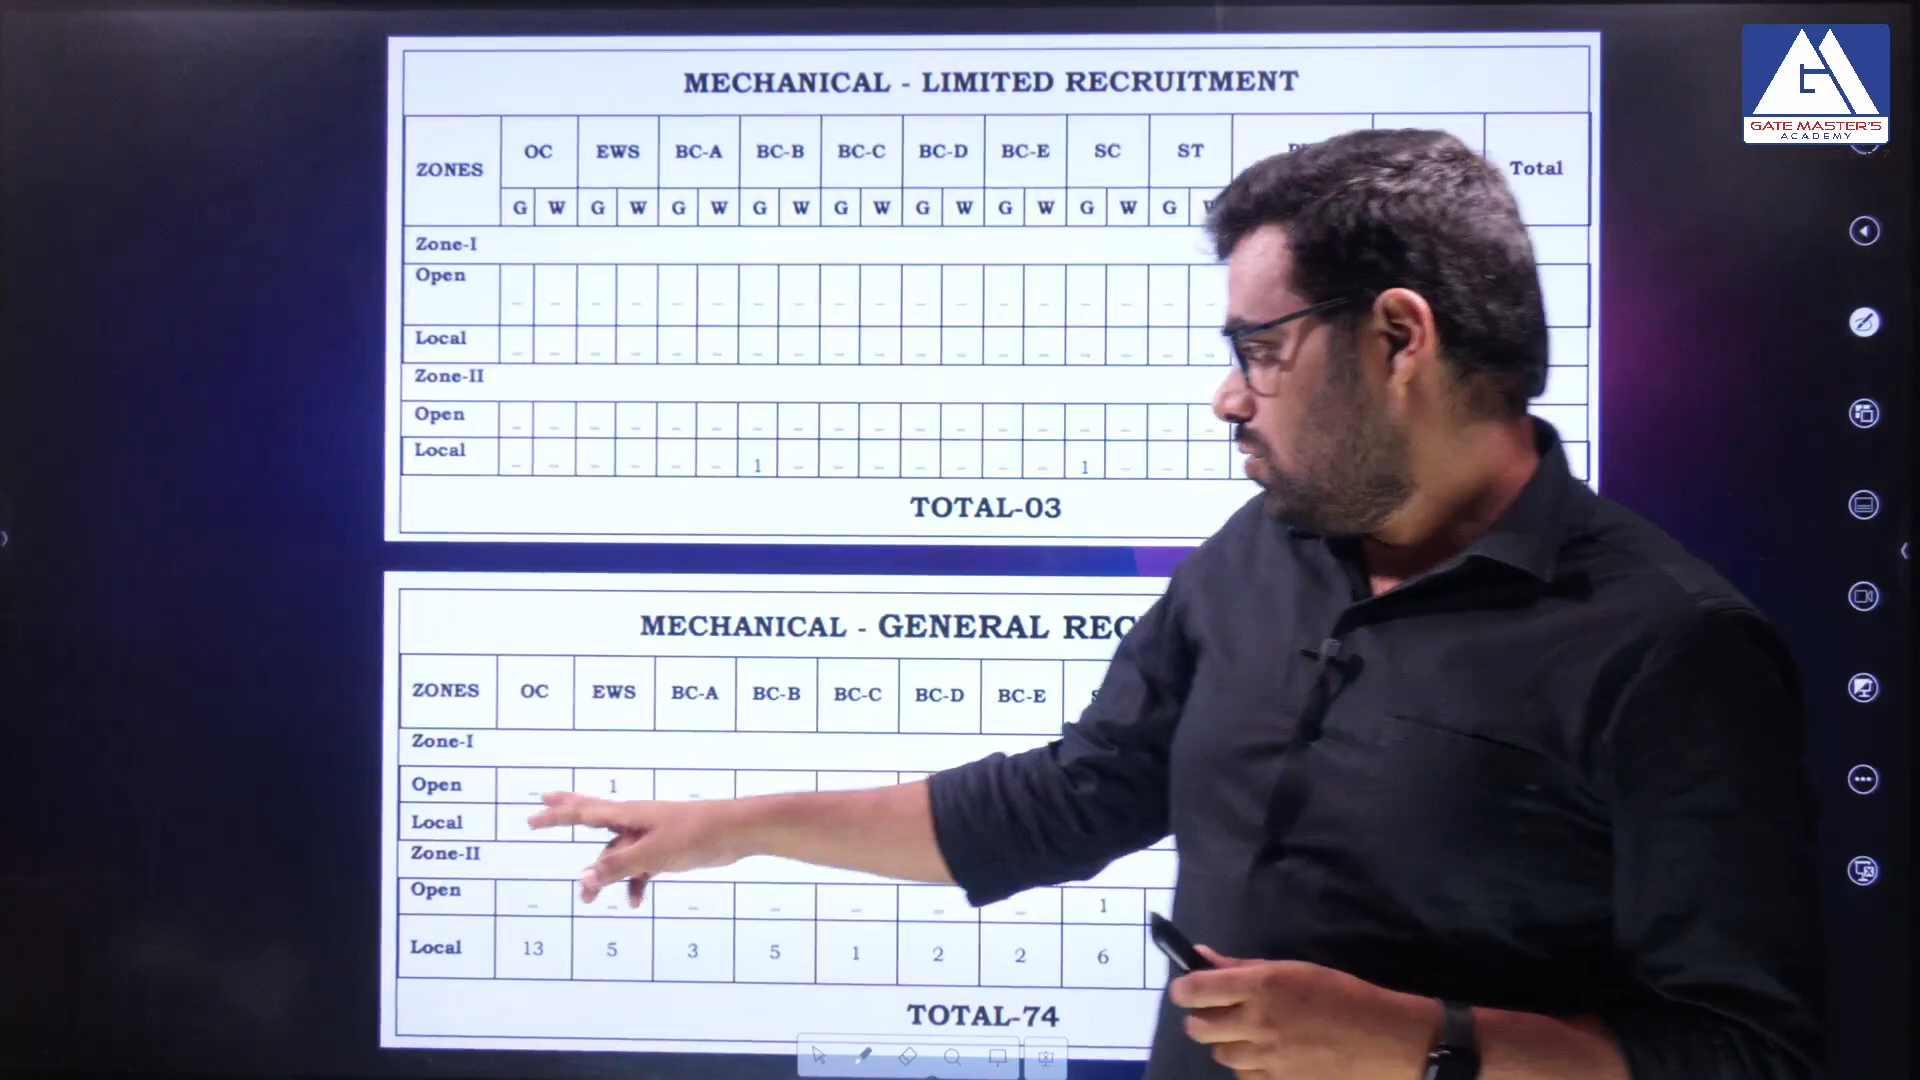 GATE MASTER'S
ACADEMY
MECHANICAL - LIMITED RECRUITMENT
ZONES OC EWS BC-A BC-B BC-C BC-D BC-E SC ST Total
G W G W G W G W G W G W G W G W G
Zone-I
Open – – – – – – – – – – – – – – – – – –
Local – – – – – – – – – – – – – – – – – –
Zone-II
Open – – – – – – – – – – – – – – – – – –
Local – – – – – – 1 – – – – – – – 1 – – –
TOTAL-03
MECHANICAL - GENERAL REC
ZONES OC EWS BC-A BC-B BC-C BC-D BC-E
Zone-I
Open – 1 –
Local
Zone-II
Open – – – – – – – 1
Local 13 5 3 5 1 2 2 6
TOTAL-74